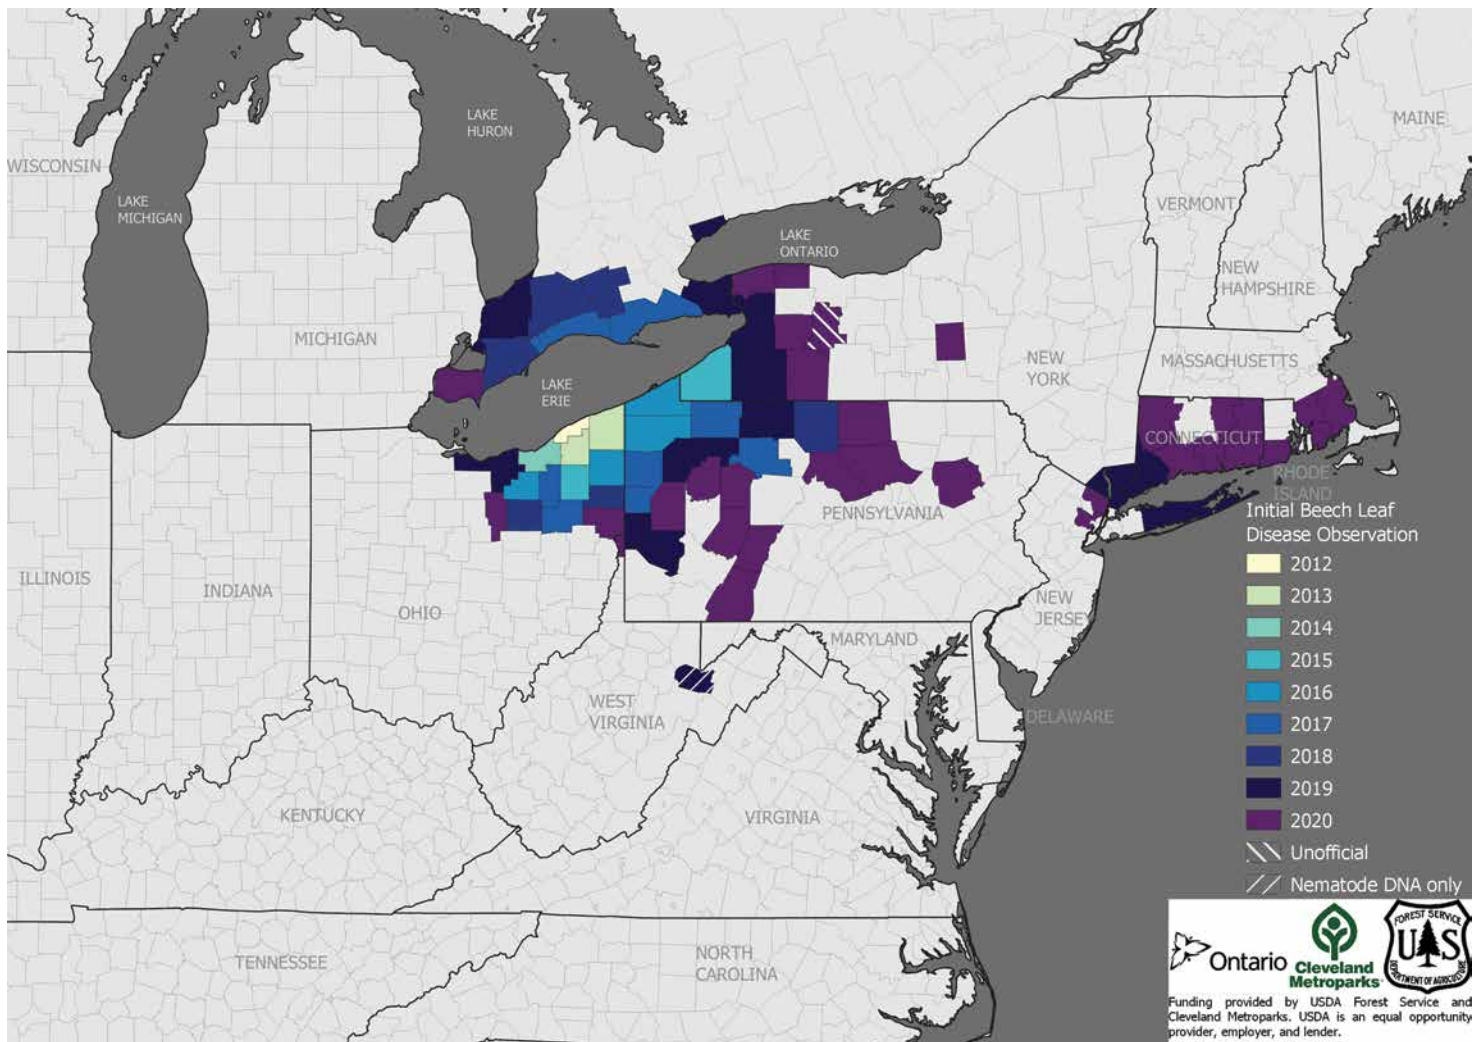 LAKE
HURON
MAINE
WISCONSIN
LAKE
MICHIGAN
VERMONT
LAKE
ONTARIO
NEW
HAMPSHIRE
MICHIGAN
MASSACHUSETTS
NEW
YORK
LAKE
ERIE
CONNECTICUT
RHODE
ISLAND
PENNSYLVANIA
ILLINOIS
INDIANA
OHIO
NEW
JERSEY
MARYLAND
WEST
VIRGINIA
DELAWARE
KENTUCKY
VIRGINIA
TENNESSEE
NORTH
CAROLINA
Initial Beech Leaf
Disease Observation
2012
2013
2014
2015
2016
2017
2018
2019
2020
Unofficial
Nematode DNA only
Ontario
Cleveland
Metroparks
FOREST SERVICE
U S
DEPARTMENT OF AGRICULTURE
Funding provided by USDA Forest Service and
Cleveland Metroparks. USDA is an equal opportunity
provider, employer, and lender.